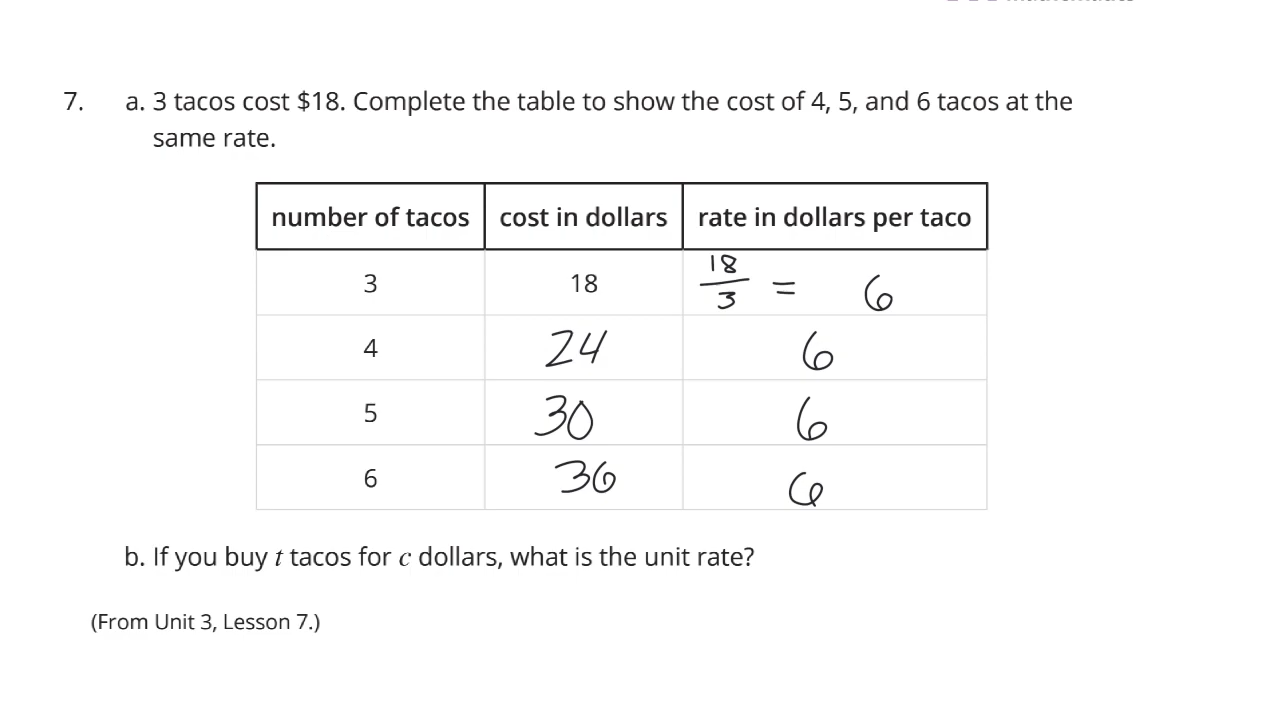 7. a. 3 tacos cost $18. Complete the table to show the cost of 4, 5, and 6 tacos at the
same rate.
number of tacos cost in dollars rate in dollars per taco
3 18 18/3 = 6
4 24 6
5 30 6
6 36 6
b. If you buy t tacos for c dollars, what is the unit rate?
(From Unit 3, Lesson 7.)